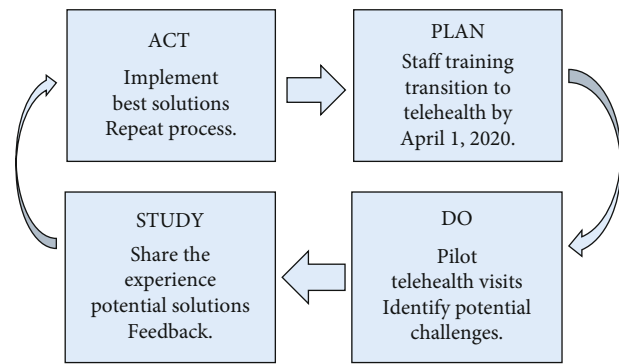 ACT
Implement
best solutions
Repeat process.
PLAN
Staff training
transition to
telehealth by
April 1, 2020.
STUDY
Share the
experience
potential solutions
Feedback.
DO
Pilot
telehealth visits
Identify potential
challenges.